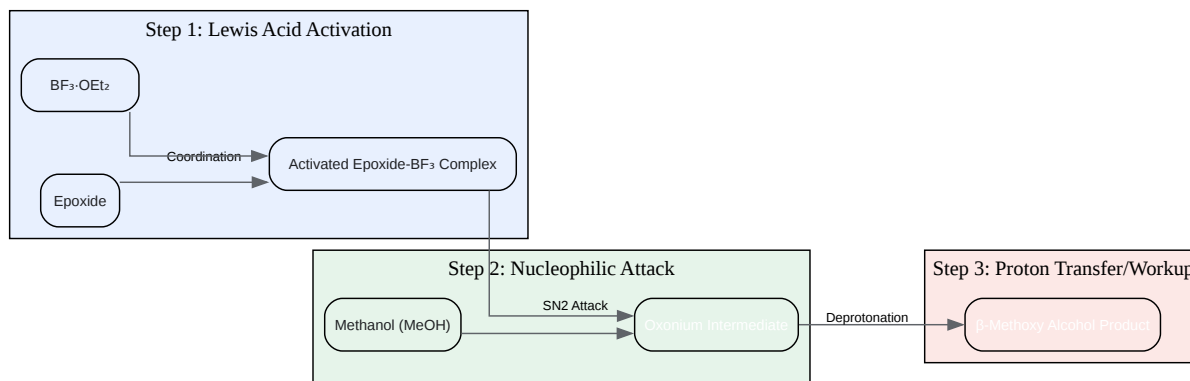 Step 1: Lewis Acid Activation
BF₃·OEt₂
Coordination
Activated Epoxide-BF₃ Complex
Epoxide
Step 2: Nucleophilic Attack
Methanol (MeOH)
SN2 Attack
Oxonium Intermediate
Deprotonation
Step 3: Proton Transfer/Workup
β-Methoxy Alcohol Product